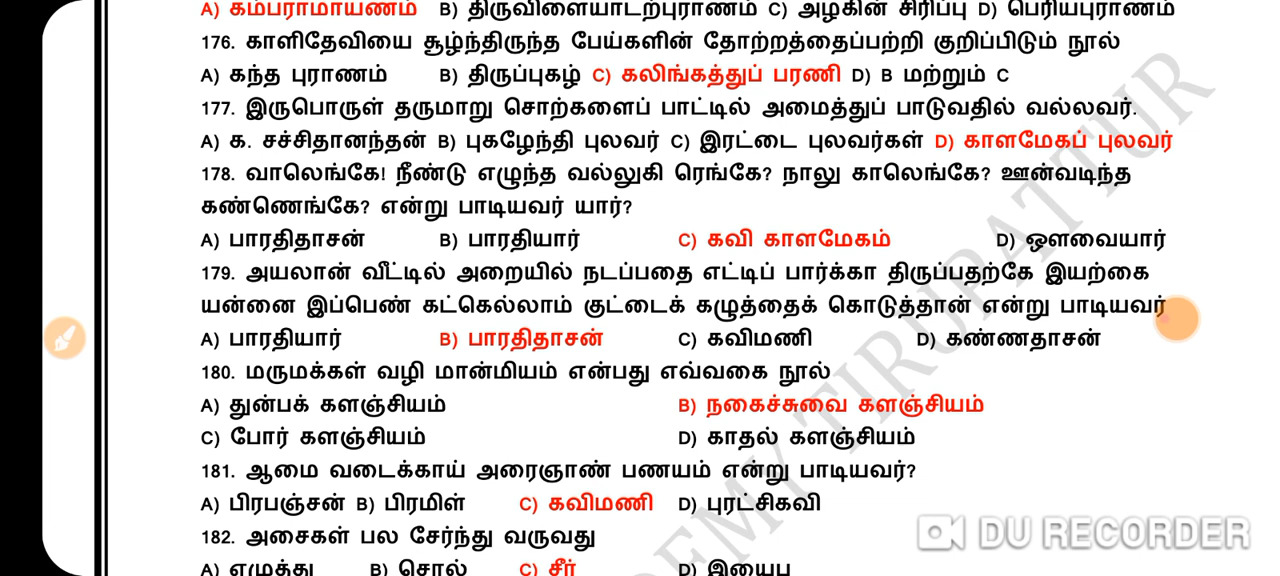 A) கம்பராமாயணம் B) திருவிளையாடற்புராணம் C) அழகின் சிரிப்பு D) பெரியபுராணம்
176. காளிதேவியை சூழ்ந்திருந்த பேய்களின் தோற்றத்தைப்பற்றி குறிப்பிடும் நூல்
A) கந்த புராணம் B) திருப்புகழ் C) கலிங்கத்துப் பரணி D) B மற்றும் C
177. இருபொருள் தருமாறு சொற்களைப் பாட்டில் அமைத்துப் பாடுவதில் வல்லவர்.
A) க. சச்சிதானந்தன் B) புகழேந்தி புலவர் C) இரட்டை புலவர்கள் D) காளமேகப் புலவர்
178. வாலெங்கே! நீண்டு எழுந்த வல்லுகி ரெங்கே? நாலு காலெங்கே? ஊன்வடிந்த
கண்ணெங்கே? என்று பாடியவர் யார்?
A) பாரதிதாசன் B) பாரதியார் C) கவி காளமேகம் D) ஔவையார்
179. அயலான் வீட்டில் அறையில் நடப்பதை எட்டிப் பார்க்கா திருப்பதற்கே இயற்கை
யன்னை இப்பெண் கட்கெல்லாம் குட்டைக் கழுத்தைக் கொடுத்தான் என்று பாடியவர்
A) பாரதியார் B) பாரதிதாசன் C) கவிமணி D) கண்ணதாசன்
180. மருமக்கள் வழி மான்மியம் என்பது எவ்வகை நூல்
A) துன்பக் களஞ்சியம் B) நகைச்சுவை களஞ்சியம்
C) போர் களஞ்சியம் D) காதல் களஞ்சியம்
181. ஆமை வடைக்காய் அரைஞாண் பணயம் என்று பாடியவர்?
A) பிரபஞ்சன் B) பிரமிள் C) கவிமணி D) புரட்சிகவி
182. அசைகள் பல சேர்ந்து வருவது
A) எழுத்து B) சொல் C) சீர் D) இயைபு
DU RECORDER
TIRUPATTUR